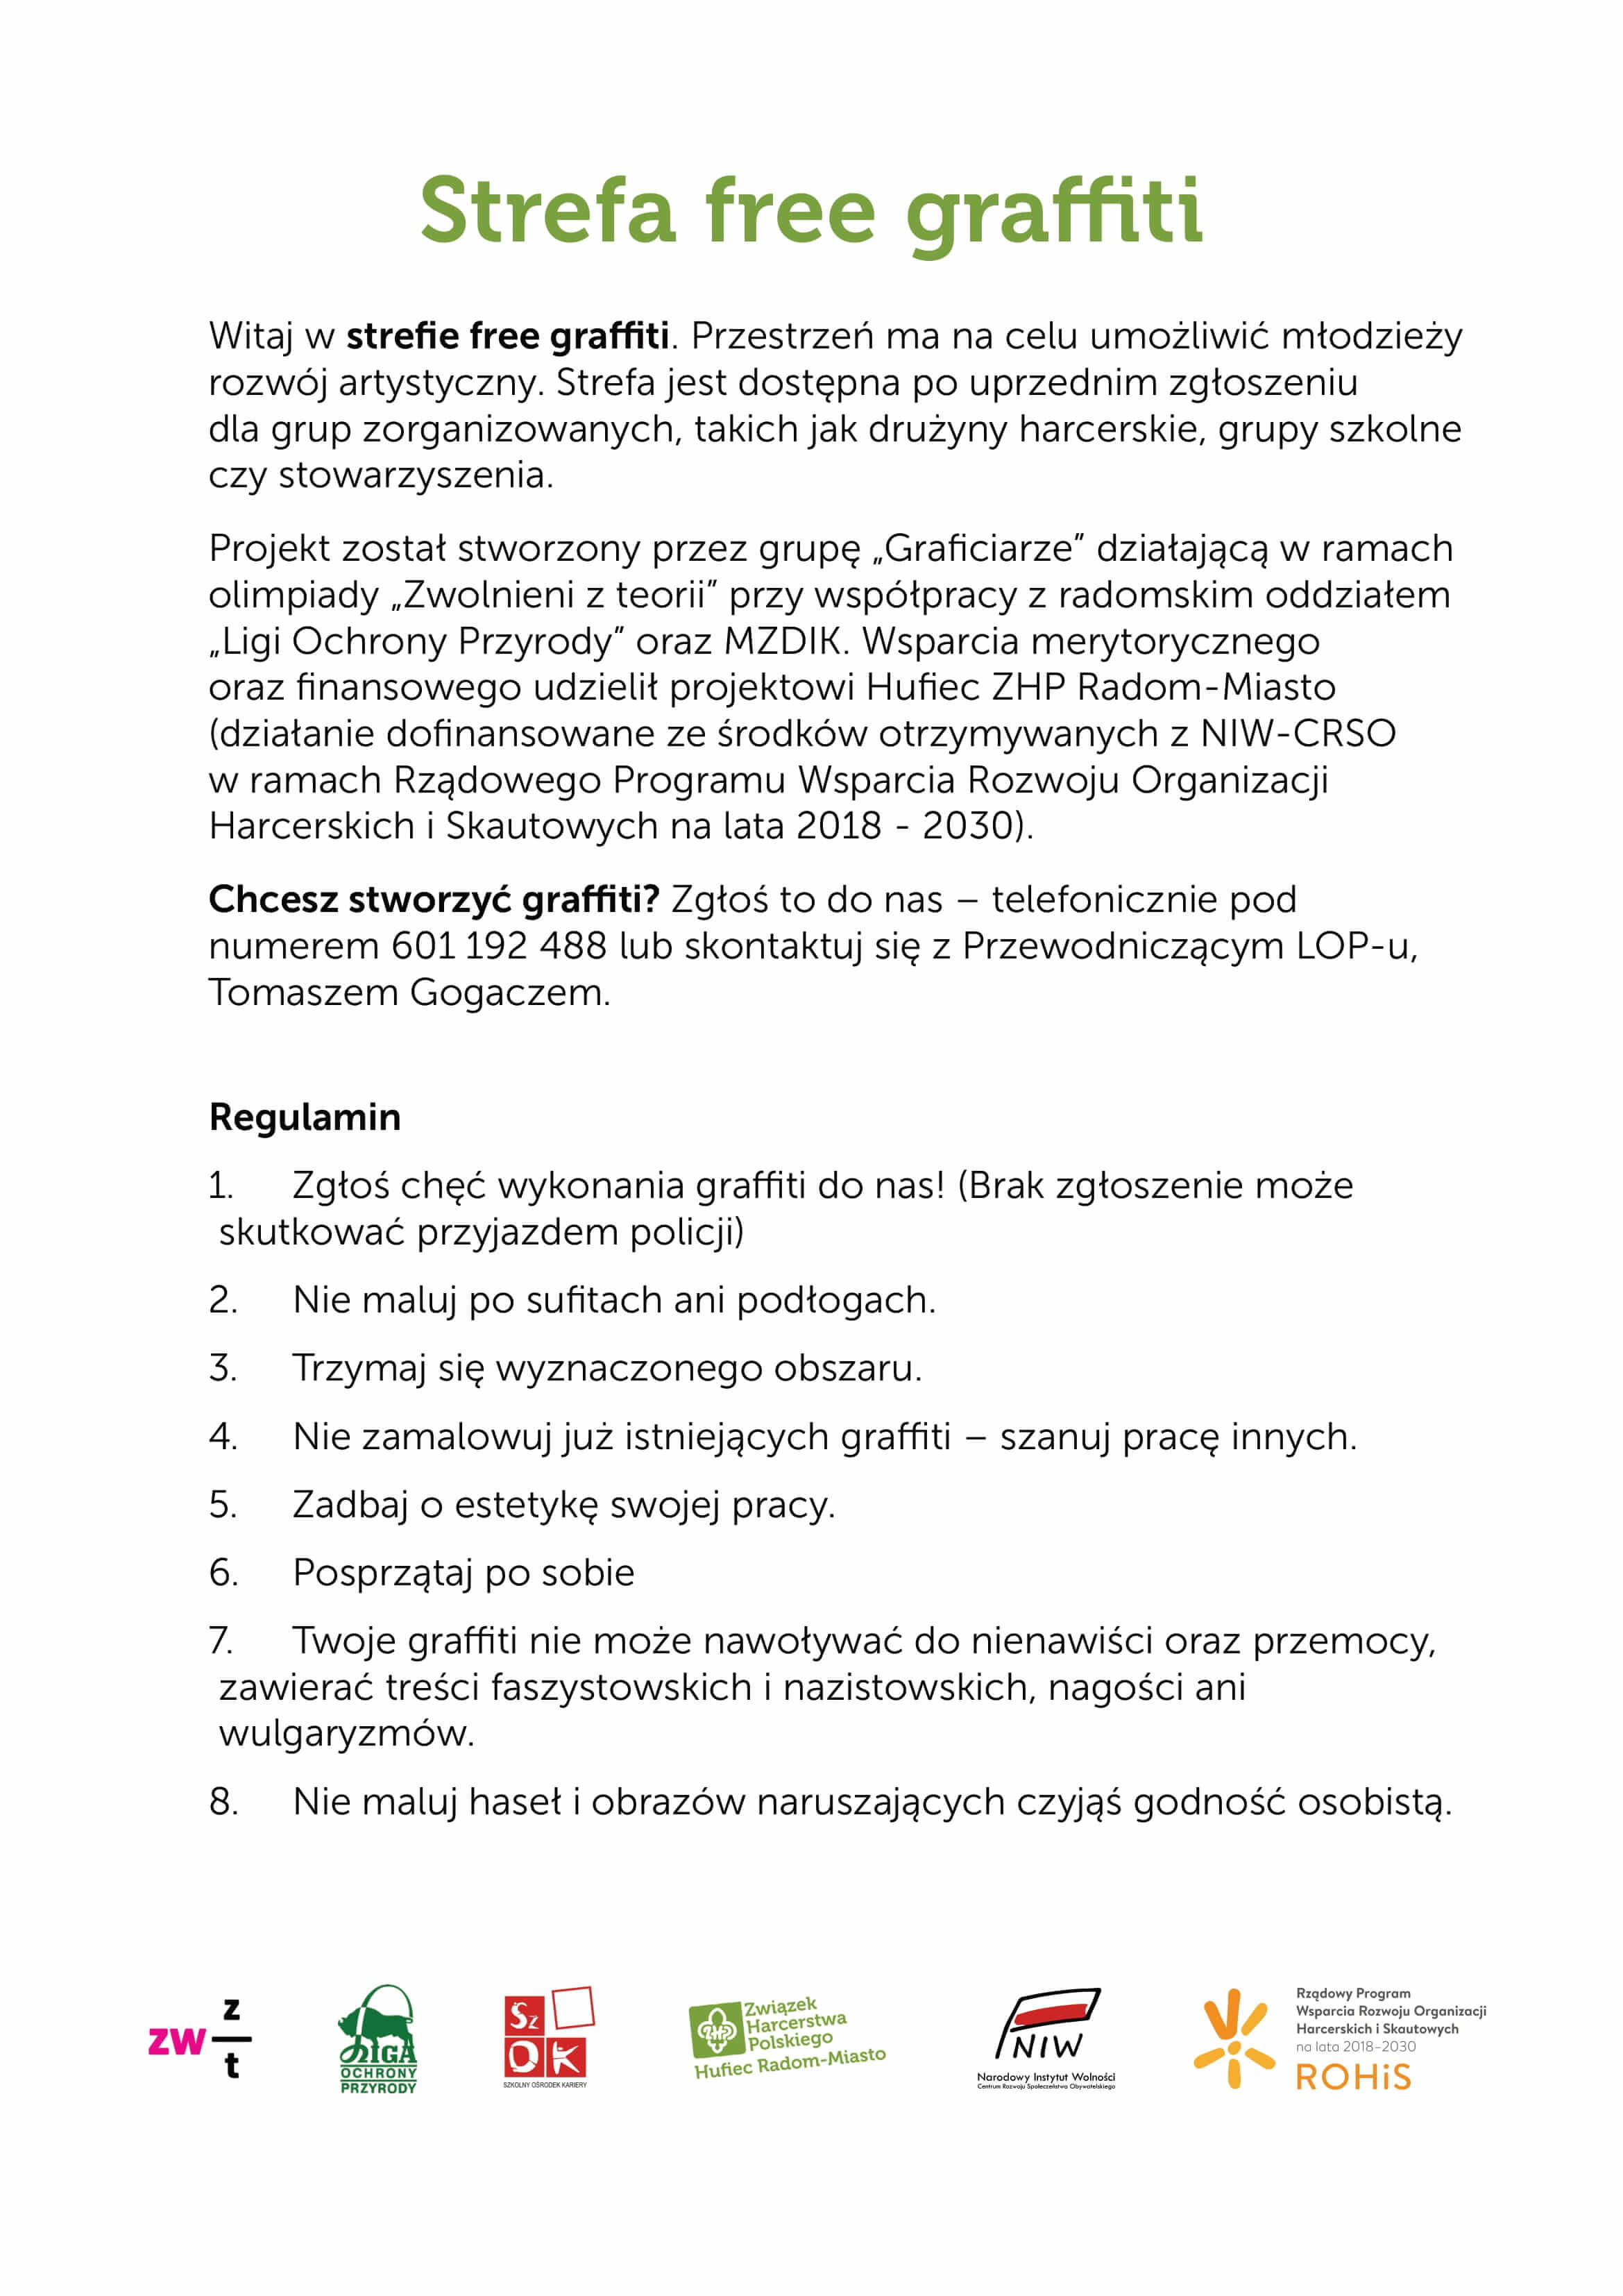 Strefa free graffiti
Witaj w strefie free graffiti. Przestrzeń ma na celu umożliwić młodzieży
rozwój artystyczny. Strefa jest dostępna po uprzednim zgłoszeniu
dla grup zorganizowanych, takich jak drużyny harcerskie, grupy szkolne
czy stowarzyszenia.
Projekt został stworzony przez grupę „Graficiarze” działającą w ramach
olimpiady „Zwolnieni z teorii” przy współpracy z radomskim oddziałem
„Ligi Ochrony Przyrody” oraz MZDIK. Wsparcia merytorycznego
oraz finansowego udzielił projektowi Hufiec ZHP Radom-Miasto
(działanie dofinansowane ze środków otrzymywanych z NIW-CRSO
w ramach Rządowego Programu Wsparcia Rozwoju Organizacji
Harcerskich i Skautowych na lata 2018 - 2030).
Chcesz stworzyć graffiti? Zgłoś to do nas – telefonicznie pod
numerem 601 192 488 lub skontaktuj się z Przewodniczącym LOP-u,
Tomaszem Gogaczem.
Regulamin
1. Zgłoś chęć wykonania graffiti do nas! (Brak zgłoszenie może
skutkować przyjazdem policji)
2. Nie maluj po sufitach ani podłogach.
3. Trzymaj się wyznaczonego obszaru.
4. Nie zamalowuj już istniejących graffiti – szanuj pracę innych.
5. Zadbaj o estetykę swojej pracy.
6. Posprzątaj po sobie
7. Twoje graffiti nie może nawoływać do nienawiści oraz przemocy,
zawierać treści faszystowskich i nazistowskich, nagości ani
wulgaryzmów.
8. Nie maluj haseł i obrazów naruszających czyjąś godność osobistą.
zw z
t
LIGA
OCHRONY
PRZYRODY
Sz
OK
SZKOLNY OŚRODEK KARIERY
ZHP
Związek
Harcerstwa
Polskiego
Hufiec Radom-Miasto
NIW
Narodowy Instytut Wolności
Centrum Rozwoju Społeczeństwa Obywatelskiego
Rządowy Program
Wsparcia Rozwoju Organizacji
Harcerskich i Skautowych
na lata 2018-2030
ROHiS